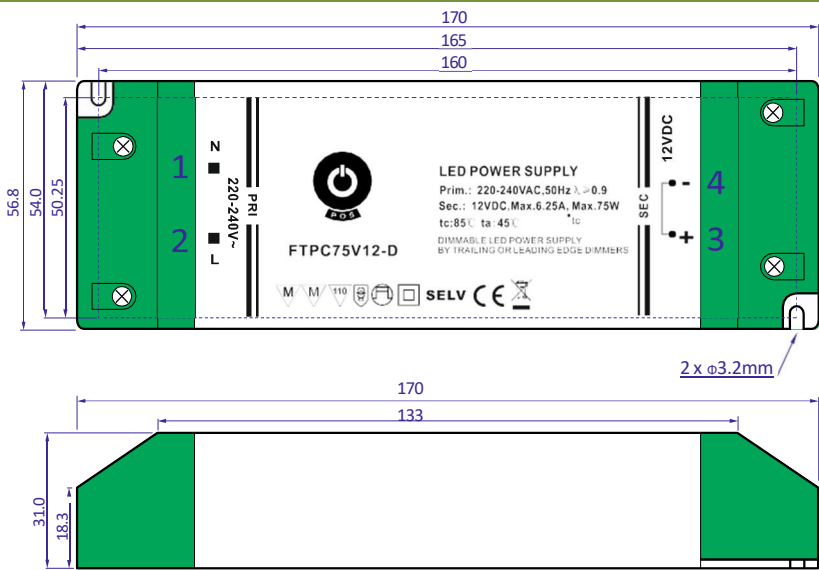 170
165
160
56.8
54.0
50.25
1
N
2
L
220-240V~
PRI
POS
FTPC75V12-D
LED POWER SUPPLY
Prim.: 220-240VAC,50Hz λ≥0.9
Sec.: 12VDC,Max.6.25A, Max.75W
tc:85℃ ta:45℃
tc
DIMMABLE LED POWER SUPPLY
BY TRAILING OR LEADING EDGE DIMMERS
M M 110 SELV CE
SEC
12VDC
-
4
+
3
2 x Φ3.2mm
170
133
31.0
18.3